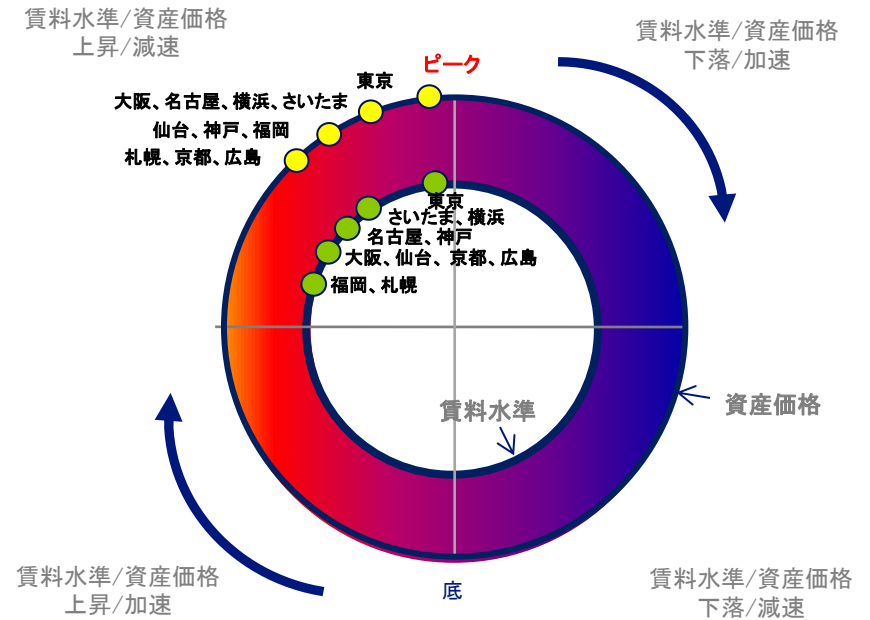 賃料水準/資産価格
上昇/減速
賃料水準/資産価格
下落/加速
ピーク
東京
大阪、名古屋、横浜、さいたま
仙台、神戸、福岡
札幌、京都、広島
東京
さいたま、横浜
名古屋、神戸
大阪、仙台、京都、広島
福岡、札幌
賃料水準
資産価格
賃料水準/資産価格
上昇/加速
底
賃料水準/資産価格
下落/減速